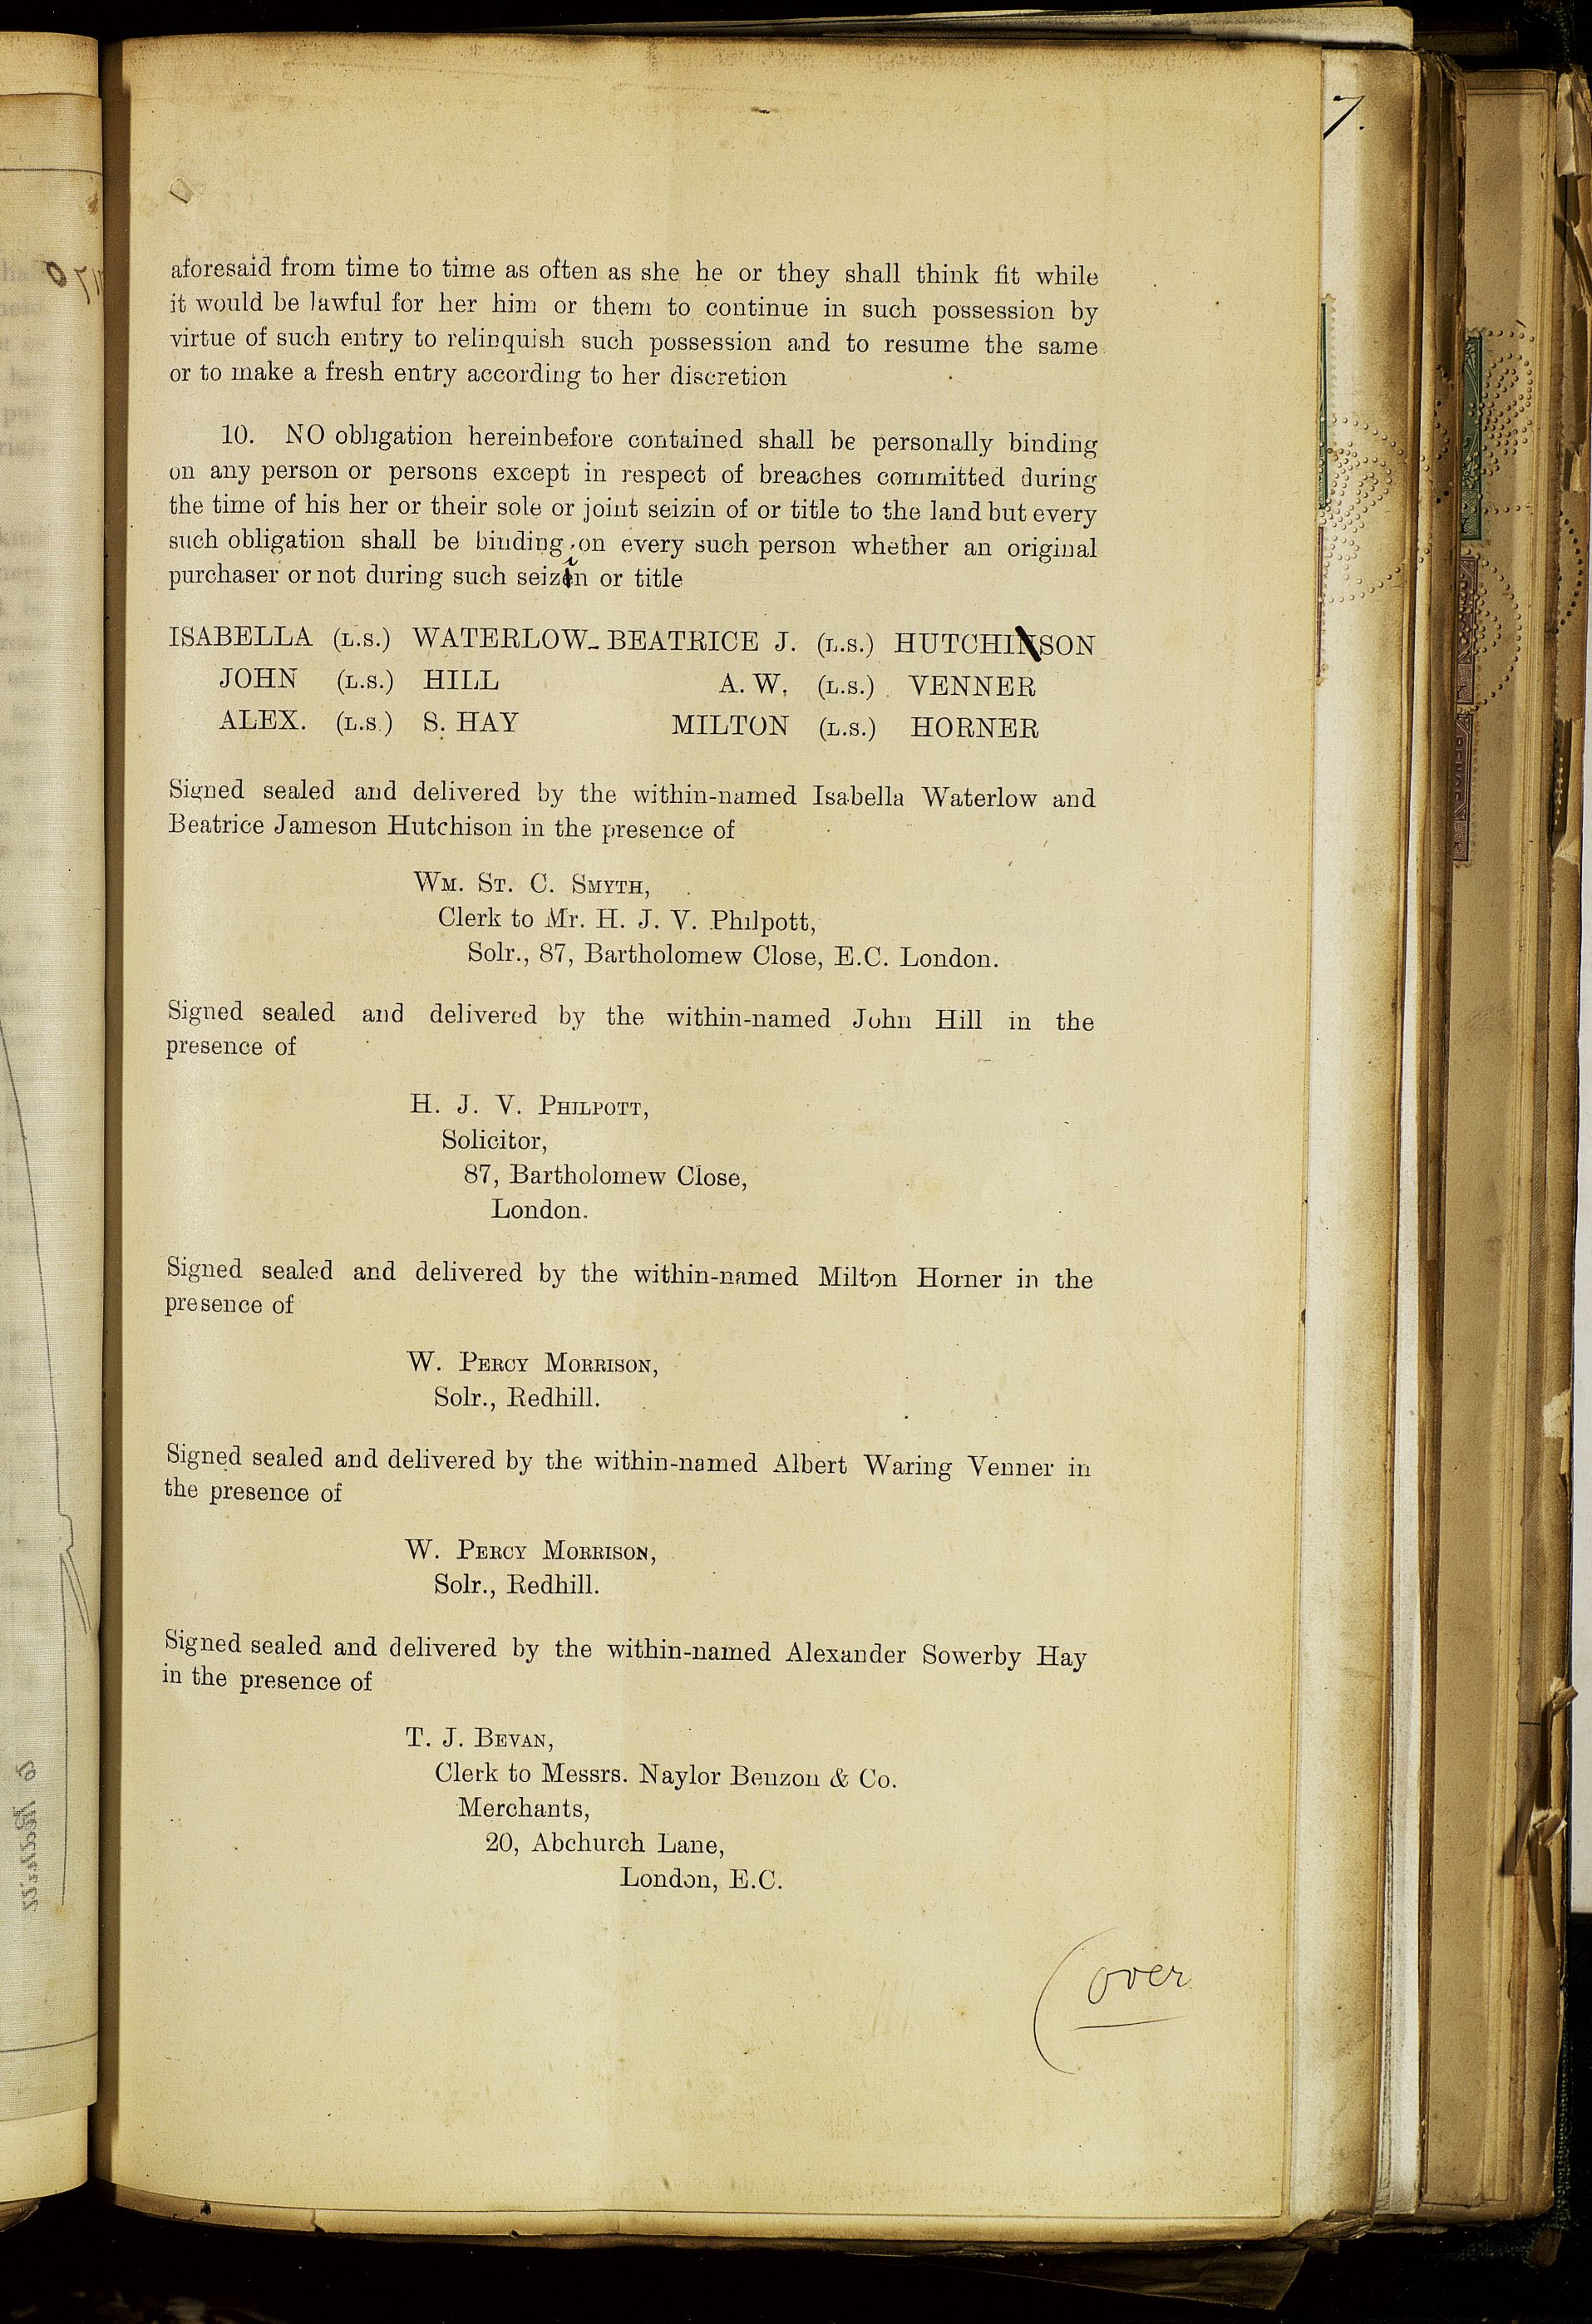 7.
aforesaid from time to time as often as she he or they shall think fit while
it would be lawful for her him or them to continue in such possession by
virtue of such entry to relinquish such possession and to resume the same
or to make a fresh entry according to her discretion
10. NO obligation hereinbefore contained shall be personally binding
on any person or persons except in respect of breaches committed during
the time of his her or their sole or joint seizin of or title to the land but every
such obligation shall be binding on every such person whether an original
purchaser or not during such seizin or title
ISABELLA (L.S.) WATERLOW BEATRICE J. (L.S.) HUTCHISON
JOHN (L.S.) HILL A. W. (L.S.) VENNER
ALEX. (L.S.) S. HAY MILTON (L.S.) HORNER
Signed sealed and delivered by the within-named Isabella Waterlow and
Beatrice Jameson Hutchison in the presence of
WM. ST. C. SMYTH,
Clerk to Mr. H. J. V. Philpott,
Solr., 87, Bartholomew Close, E.C. London.
Signed sealed and delivered by the within-named John Hill in the
presence of
H. J. V. PHILPOTT,
Solicitor,
87, Bartholomew Close,
London.
Signed sealed and delivered by the within-named Milton Horner in the
presence of
W. PERCY MORRISON,
Solr., Redhill.
Signed sealed and delivered by the within-named Albert Waring Venner in
the presence of
W. PERCY MORRISON,
Solr., Redhill.
Signed sealed and delivered by the within-named Alexander Sowerby Hay
in the presence of
T. J. BEVAN,
Clerk to Messrs. Naylor Benzon & Co.
Merchants,
20, Abchurch Lane,
London, E.C.
(over